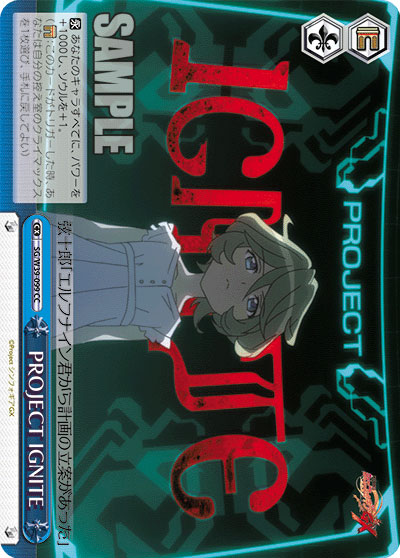 PROJECT
IGNITE
SAMPLE
あなたのキャラすべてに、パワーを
+1000し、ソウルを+1。
(:このカードがトリガーした時、あ
なたは自分の控え室のクライマックス
を1枚選び、手札に戻してよい)
弦十郎「エルフナイン君から計画の立案があった」
CX
SG/W39-099 CC
PROJECT IGNITE
©Project シンフォギアGX